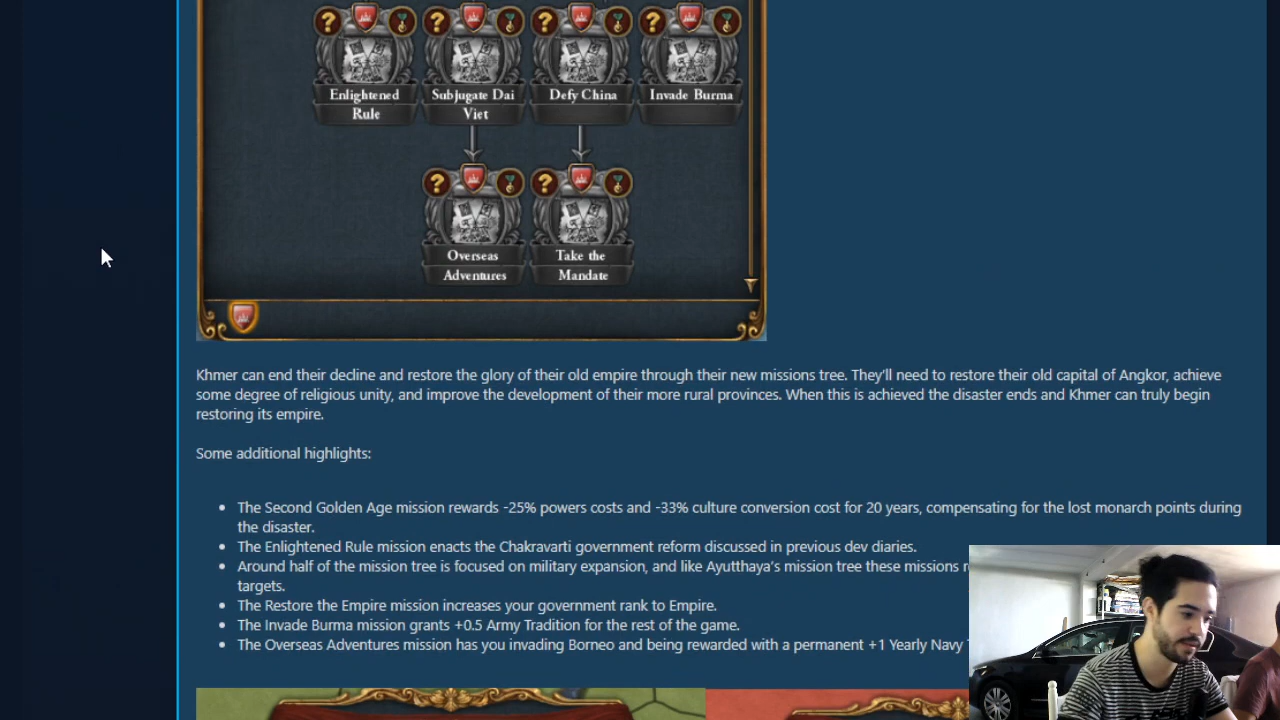 Enlightened Rule
Subjugate Dai Viet
Defy China
Invade Burma
Overseas Adventures
Take the Mandate
Khmer can end their decline and restore the glory of their old empire through their new missions tree. They'll need to restore their old capital of Angkor, achieve
some degree of religious unity, and improve the development of their more rural provinces. When this is achieved the disaster ends and Khmer can truly begin
restoring its empire.
Some additional highlights:
The Second Golden Age mission rewards -25% powers costs and -33% culture conversion cost for 20 years, compensating for the lost monarch points during
the disaster.
The Enlightened Rule mission enacts the Chakravarti government reform discussed in previous dev diaries.
Around half of the mission tree is focused on military expansion, and like Ayutthaya's mission tree these missions
targets.
The Restore the Empire mission increases your government rank to Empire.
The Invade Burma mission grants +0.5 Army Tradition for the rest of the game.
The Overseas Adventures mission has you invading Borneo and being rewarded with a permanent +1 Yearly Navy